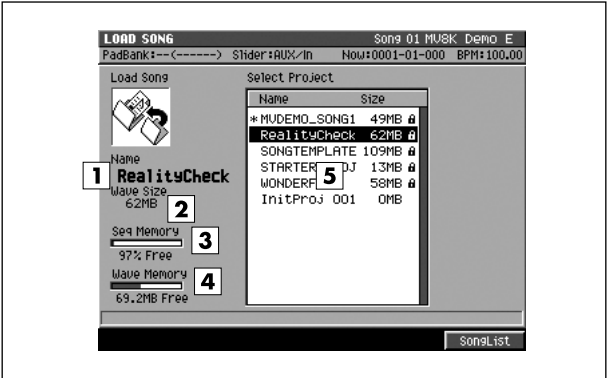 LOAD SONG Song 01 MV8K Demo E
PadBank:--(------) Slider:AUX/In Now:0001-01-000 BPM:100.00
Load Song
Select Project
Name Size
*MVDEMO_SONG1 49MB
RealityCheck 62MB
SONGTEMPLATE 109MB
STARTER OJ 13MB
WONDERF 58MB
InitProj 001 0MB
5
Name
1 RealityCheck
Wave Size
62MB 2
Seq Memory
3
97% Free
Wave Memory
4
69.2MB Free
SongList